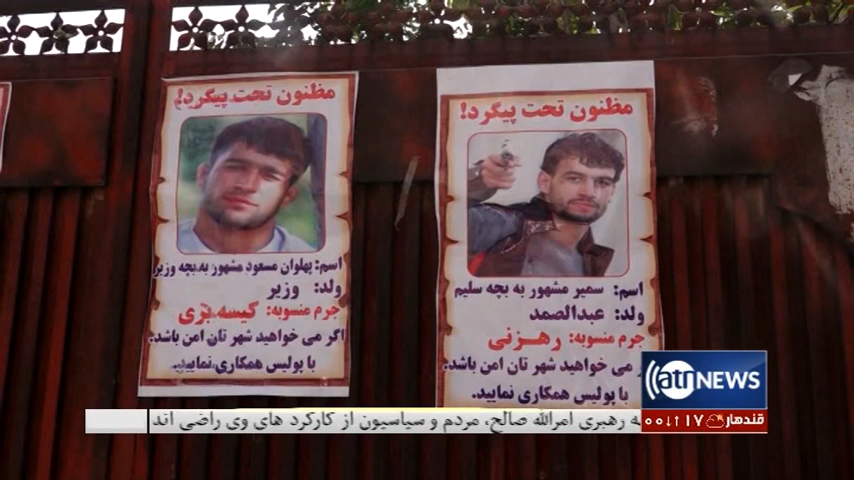 مظنون تحت پیگرد!
اسم: پهلوان مسعود مشهور به بچه وزیر
ولد: وزیر
جرم منسوبه: کیسه بری
اگر می خواهید شهر تان امن باشد.
با پولیس همکاری نمایید.
مظنون تحت پیگرد!
اسم: سمیر مشهور به بچه سلیم
ولد: عبدالصمد
جرم منسوبه: رهزنی
می خواهید شهر تان امن باشد.
با پولیس همکاری نمایید.
ati NEWS
قندهار ۱۷ ۰۰
به رهبری امرالله صالح، مردم و سیاسیون از کارکرد های وی راضی اند